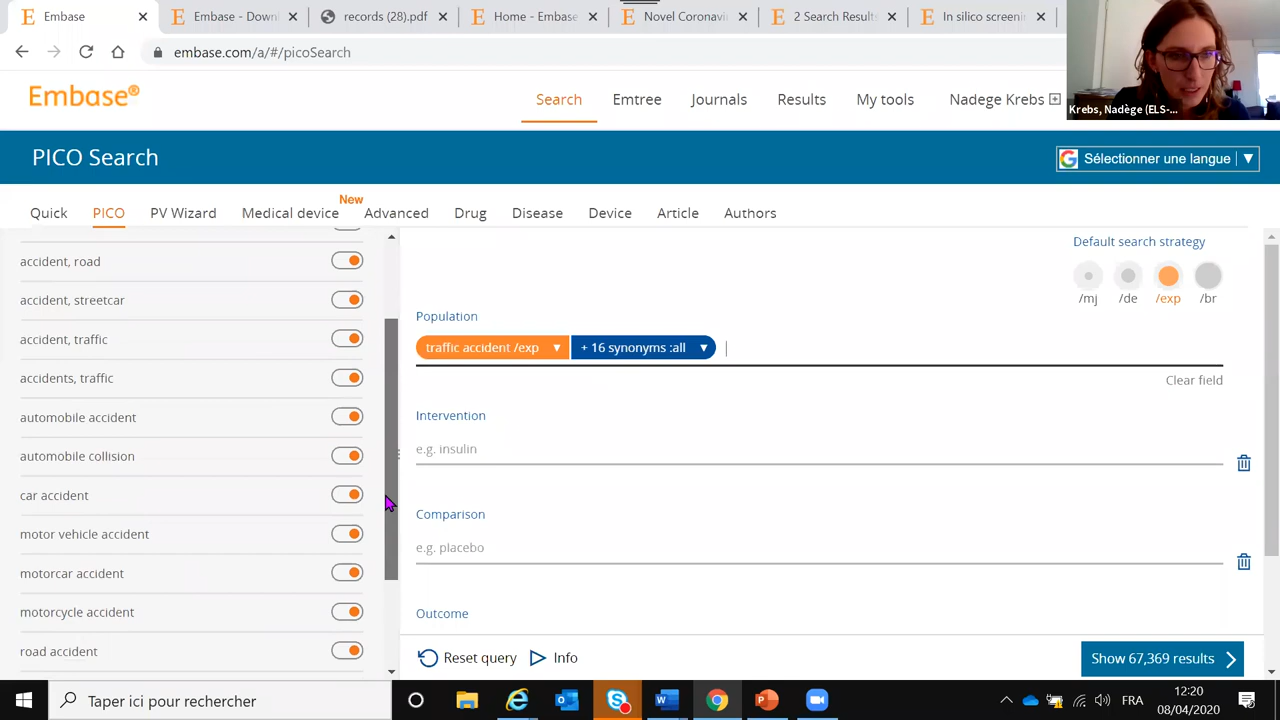 Embase
Embase - Down
records (28).pdf
Home - Embase
Novel Coronavi
2 Search Results
In silico screenin
embase.com/a/#/picoSearch
Krebs, Nadège (ELS-...
Embase®
Search
Emtree
Journals
Results
My tools
Nadege Krebs
PICO Search
Sélectionner une langue
New
Quick
PICO
PV Wizard
Medical device
Advanced
Drug
Disease
Device
Article
Authors
accident, road
accident, streetcar
accident, traffic
accidents, traffic
automobile accident
automobile collision
car accident
motor vehicle accident
motorcar accident
motorcycle accident
road accident
Default search strategy
/mj
/de
/exp
/br
Population
traffic accident /exp
+ 16 synonyms :all
Clear field
Intervention
e.g. insulin
Comparison
e.g. placebo
Outcome
Reset query
Info
Show 67,369 results
Taper ici pour rechercher
FRA
12:20
08/04/2020